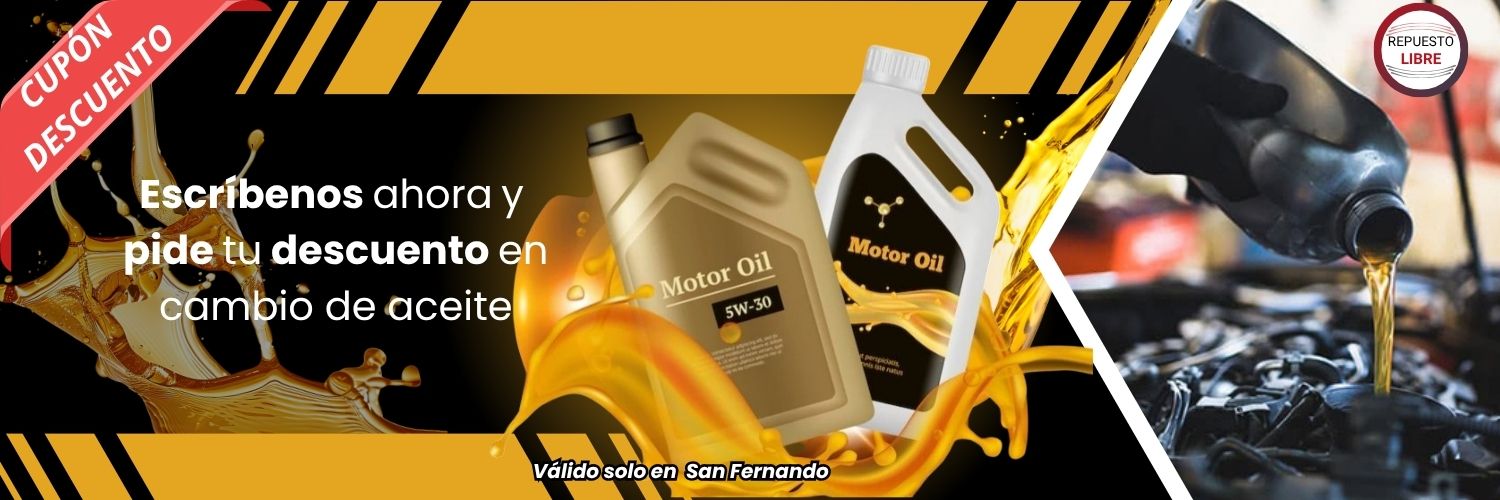 CUPÓN
DESCUENTO
REPUESTO
LIBRE
Escríbenos ahora y
pide tu descuento en
cambio de aceite
Motor Oil
5W-30
Motor Oil
Válido solo en San Fernando